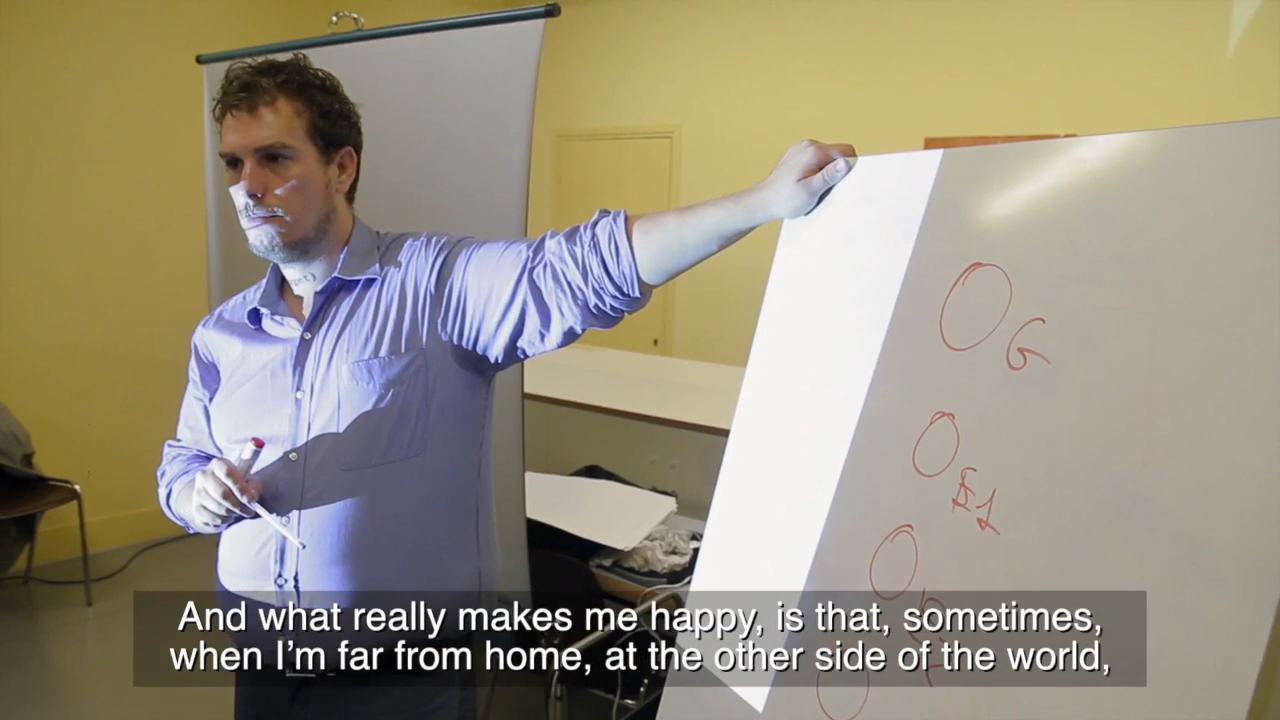 G
And what really makes me happy, is that, sometimes,
when I'm far from home, at the other side of the world,